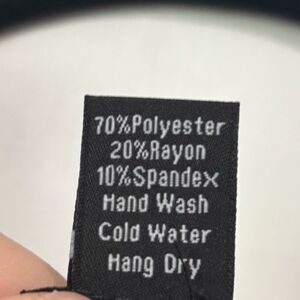 70%Polyester
20%Rayon
10%Spandex
Hand Wash
Cold Water
Hang Dry